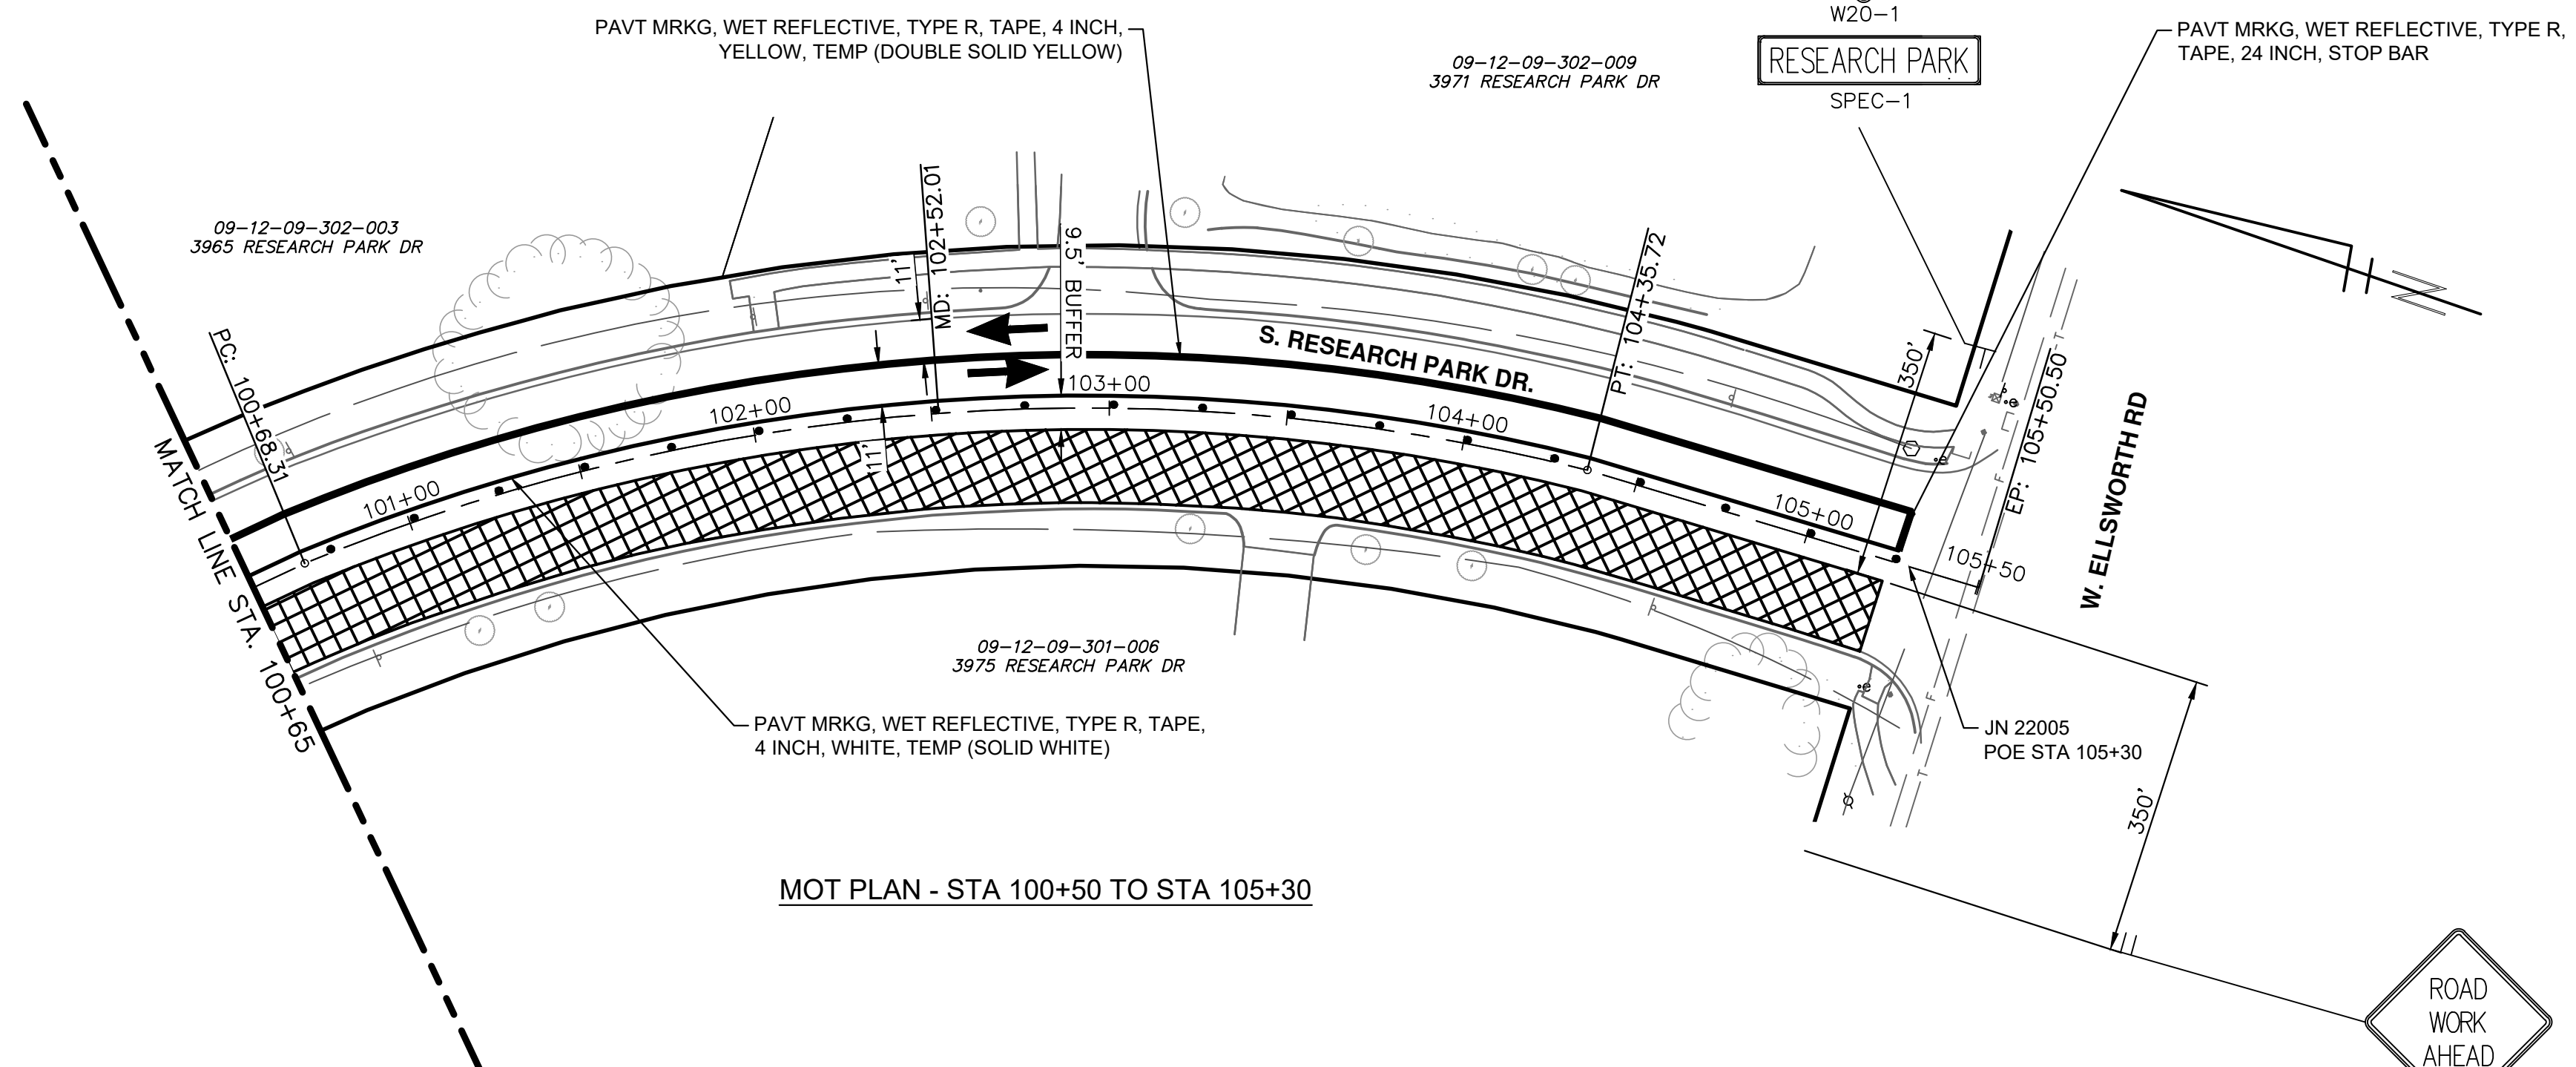 W20-1
RESEARCH PARK
SPEC-1
PAVT MRKG, WET REFLECTIVE, TYPE R, TAPE, 4 INCH,
YELLOW, TEMP (DOUBLE SOLID YELLOW)
PAVT MRKG, WET REFLECTIVE, TYPE R,
TAPE, 24 INCH, STOP BAR
09-12-09-302-009
3971 RESEARCH PARK DR
09-12-09-302-003
3965 RESEARCH PARK DR
N
MD: 102+52.01
11'
9.5' BUFFER
PT: 104+35.72
350'
EP: 105+50.50
PC: 100+68.31
S. RESEARCH PARK DR.
W. ELLSWORTH RD
101+00
102+00
103+00
104+00
105+00
105+50
11'
MATCH LINE STA. 100+65
T
F
F
T
09-12-09-301-006
3975 RESEARCH PARK DR
PAVT MRKG, WET REFLECTIVE, TYPE R, TAPE,
4 INCH, WHITE, TEMP (SOLID WHITE)
JN 22005
POE STA 105+30
350'
MOT PLAN - STA 100+50 TO STA 105+30
ROAD
WORK
AHEAD